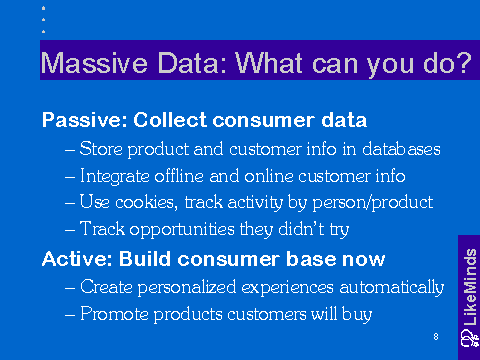 Massive Data: What can you do?
Passive: Collect consumer data
– Store product and customer info in databases
– Integrate offline and online customer info
– Use cookies, track activity by person/product
– Track opportunities they didn't try
Active: Build consumer base now
– Create personalized experiences automatically
– Promote products customers will buy
LikeMinds
8